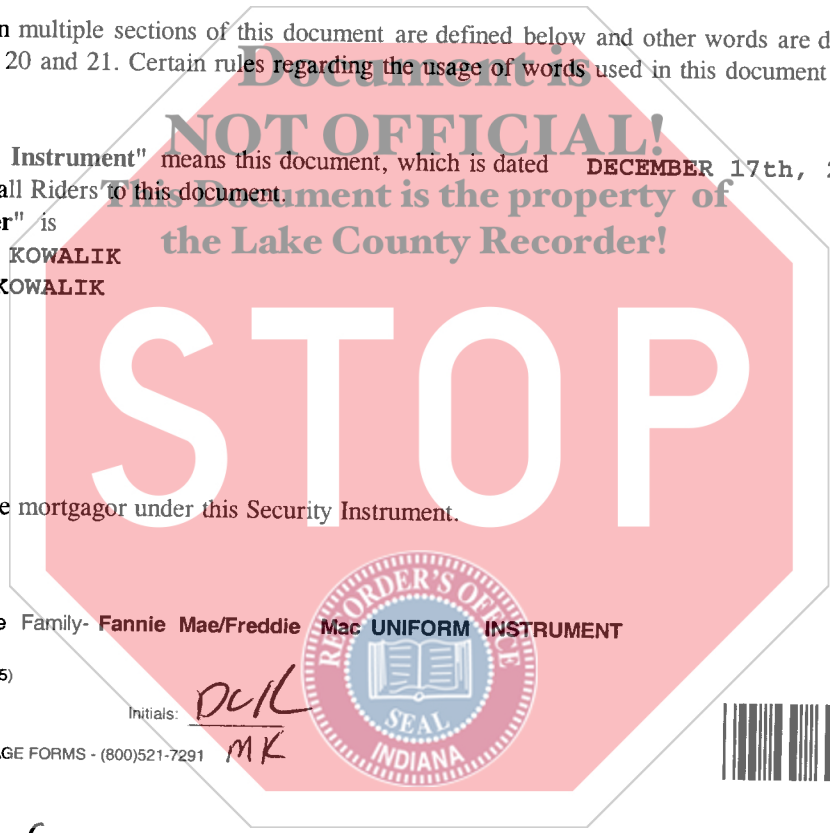 n multiple sections of this document are defined below and other words are d
20 and 21. Certain rules regarding the usage of words used in this document
Document is
NOT OFFICIAL!
This Document is the property of
the Lake County Recorder!
Instrument" means this document, which is dated DECEMBER 17th, 2
all Riders to this document.
r" is
KOWALIK
KOWALIK
STOP
e mortgagor under this Security Instrument.
e Family- Fannie Mae/Freddie Mac UNIFORM INSTRUMENT
5)
Initials: DCK
MK
AGE FORMS - (800)521-7291
RECORDER'S OFFICE
SEAL
INDIANA